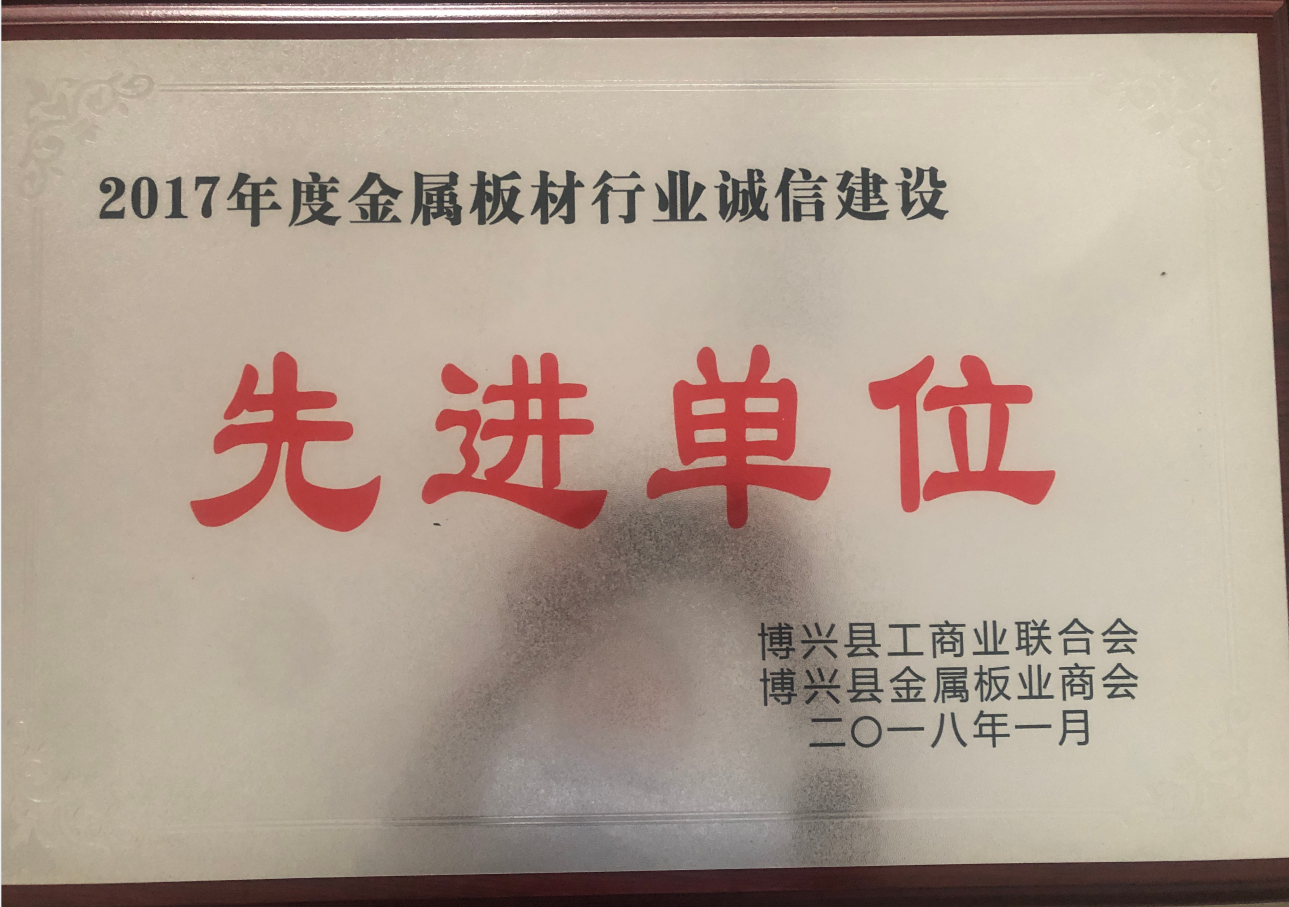 2017年度金属板材行业诚信建设
先进单位
博兴县工商业联合会
博兴县金属板业商会
二〇一八年一月